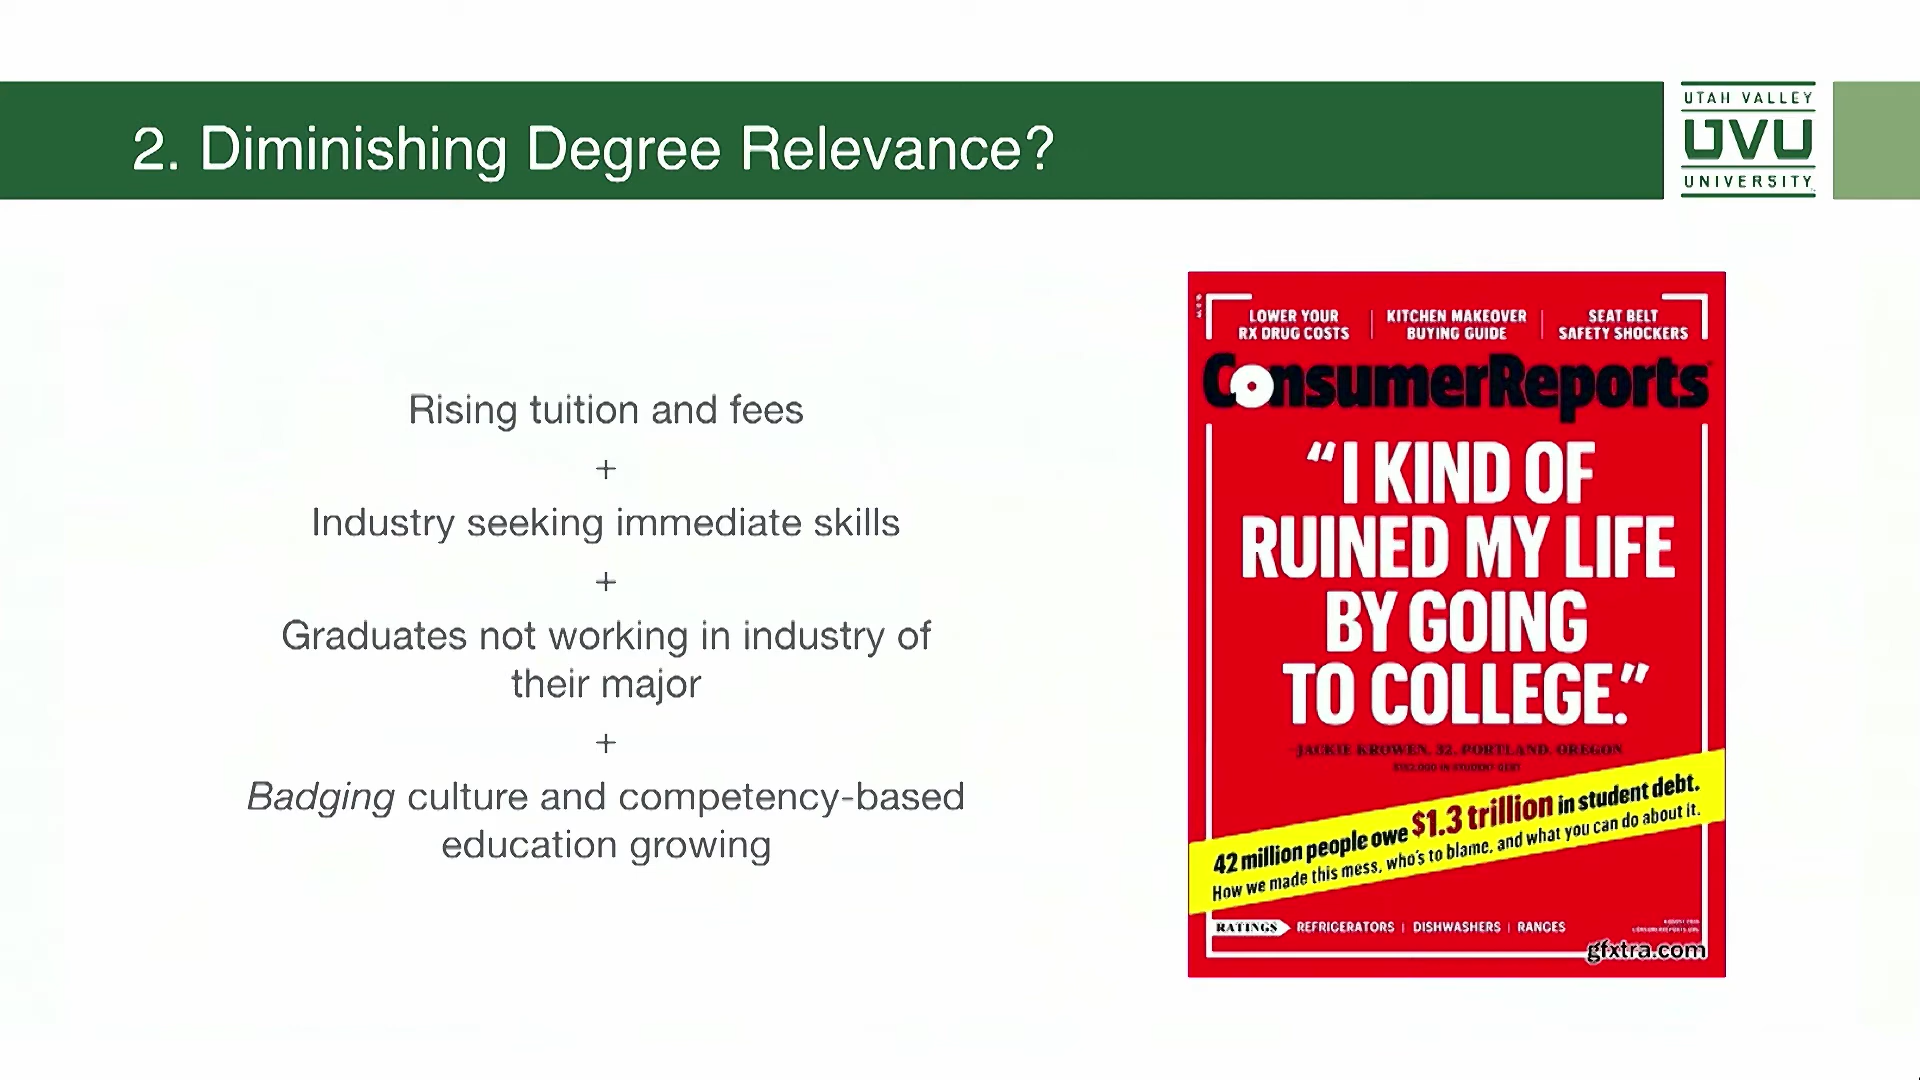 2. Diminishing Degree Relevance?
UTAH VALLEY
UVU
UNIVERSITY
Rising tuition and fees
+
Industry seeking immediate skills
+
Graduates not working in industry of
their major
+
Badging culture and competency-based
education growing
LOWER YOUR
RX DRUG COSTS
KITCHEN MAKEOVER
BUYING GUIDE
SEAT BELT
SAFETY SHOCKERS
ConsumerReports
“I KIND OF
RUINED MY LIFE
BY GOING
TO COLLEGE.”
-JACKIE KROWEN, 32, PORTLAND, OREGON
42 million people owe $1.3 trillion in student debt.
How we made this mess, who's to blame, and what you can do about it.
RATINGS REFRIGERATORS | DISHWASHERS | RANGES
gfxtra.com